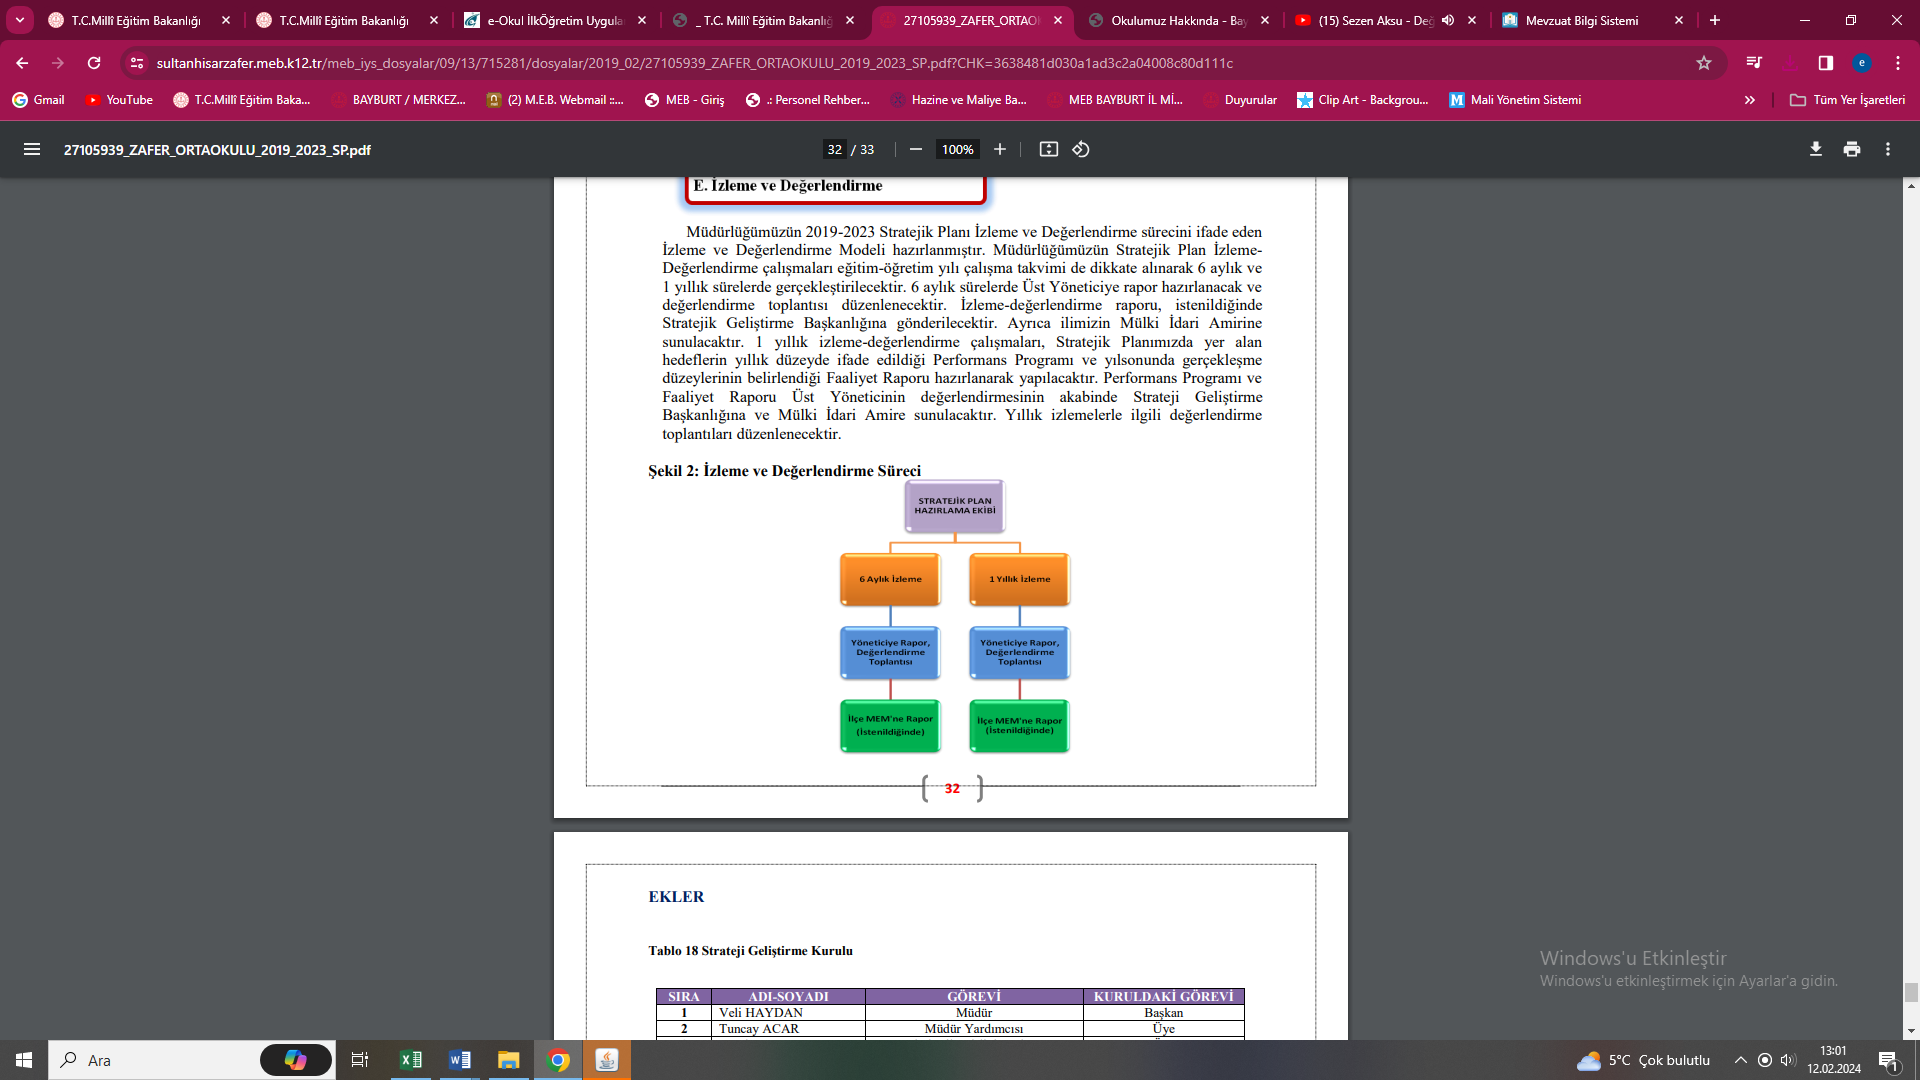 T.C.Millî Eğitim Bakanlığı
T.C.Millî Eğitim Bakanlığı
e-Okul İlkÖğretim Uygula
_ T.C. Millî Eğitim Bakanlığ
27105939_ZAFER_ORTAO
Okulumuz Hakkında - Bay
(15) Sezen Aksu - De
Mevzuat Bilgi Sistemi
sultanhisarzafer.meb.k12.tr/meb_iys_dosyalar/09/13/715281/dosyalar/2019_02/27105939_ZAFER_ORTAOKULU_2019_2023_SP.pdf?CHK=3638481d030a1ad3c2a04008c80d111c
e
Gmail
YouTube
T.C.Millî Eğitim Baka...
BAYBURT / MERKEZ...
(2) M.E.B. Webmail ::...
MEB - Giriş
.: Personel Rehber...
Hazine ve Maliye Ba...
MEB BAYBURT İL Mİ...
Duyurular
Clip Art - Backgrou...
M Mali Yönetim Sistemi
Tüm Yer İşaretleri
27105939_ZAFER_ORTAOKULU_2019_2023_SP.pdf
32 / 33
100%
E. İzleme ve Değerlendirme
Müdürlüğümüzün 2019-2023 Stratejik Planı İzleme ve Değerlendirme sürecini ifade eden
İzleme ve Değerlendirme Modeli hazırlanmıştır. Müdürlüğümüzün Stratejik Plan İzleme-
Değerlendirme çalışmaları eğitim-öğretim yılı çalışma takvimi de dikkate alınarak 6 aylık ve
1 yıllık sürelerde gerçekleştirilecektir. 6 aylık sürelerde Üst Yöneticiye rapor hazırlanacak ve
değerlendirme toplantısı düzenlenecektir. İzleme-değerlendirme raporu, istenildiğinde
Stratejik Geliştirme Başkanlığına gönderilecektir. Ayrıca ilimizin Mülki İdari Amirine
sunulacaktır. 1 yıllık izleme-değerlendirme çalışmaları, Stratejik Planımızda yer alan
hedeflerin yıllık düzeyde ifade edildiği Performans Programı ve yılsonunda gerçekleşme
düzeylerinin belirlendiği Faaliyet Raporu hazırlanarak yapılacaktır. Performans Programı ve
Faaliyet Raporu Üst Yöneticinin değerlendirmesinin akabinde Strateji Geliştirme
Başkanlığına ve Mülki İdari Amire sunulacaktır. Yıllık izlemelerle ilgili değerlendirme
toplantıları düzenlenecektir.
Şekil 2: İzleme ve Değerlendirme Süreci
STRATEJİK PLAN
HAZIRLAMA EKİBİ
6 Aylık İzleme
1 Yıllık İzleme
Yöneticiye Rapor,
Değerlendirme
Toplantısı
Yöneticiye Rapor,
Değerlendirme
Toplantısı
İlçe MEM'ne Rapor
(İstenildiğinde)
İlçe MEM'ne Rapor
(İstenildiğinde)
32
EKLER
Tablo 18 Strateji Geliştirme Kurulu
SIRA ADI-SOYADI GÖREVİ KURULDAKİ GÖREVİ
1 Veli HAYDAN Müdür Başkan
2 Tuncay ACAR Müdür Yardımcısı Üye
Windows'u Etkinleştir
Windows'u etkinleştirmek için Ayarlar'a gidin.
Ara
5°C Çok bulutlu
13:01
12.02.2024
1